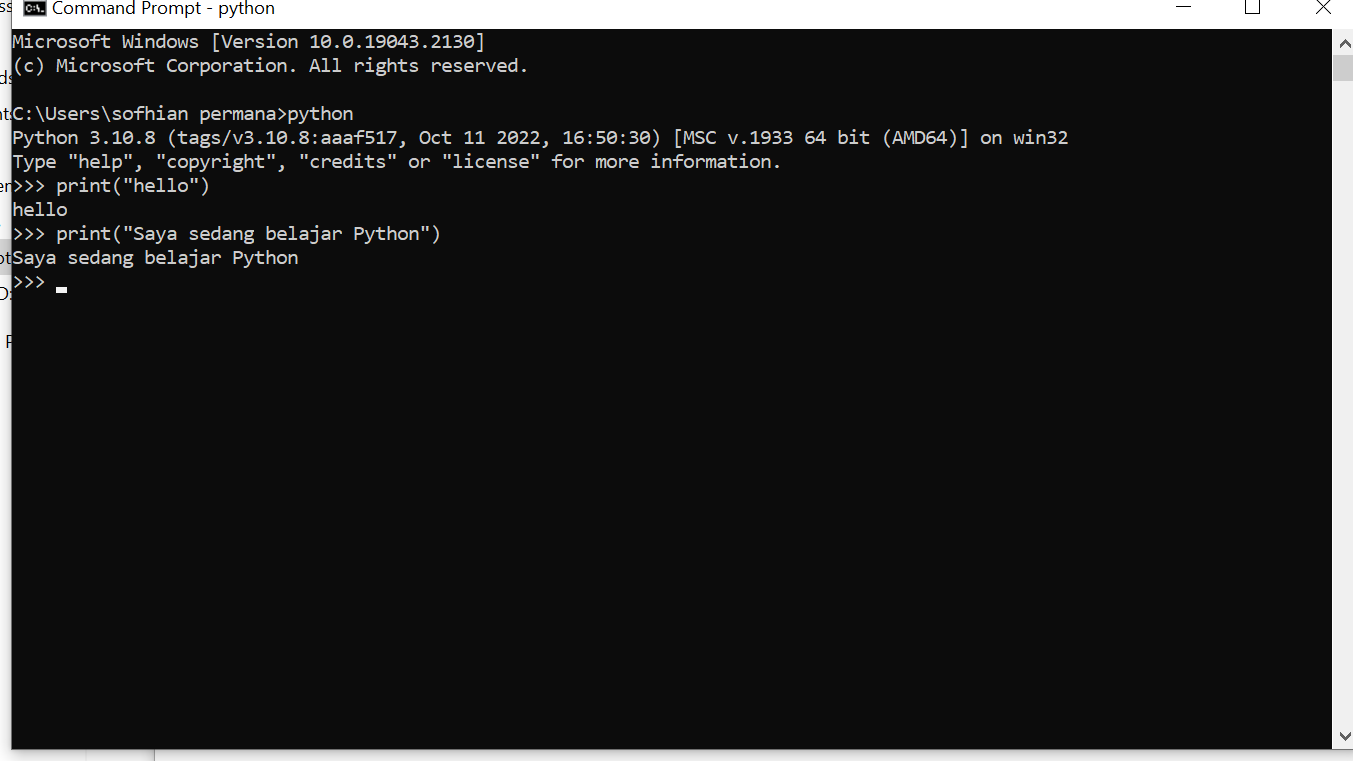 Command Prompt - python
Microsoft Windows [Version 10.0.19043.2130]
(c) Microsoft Corporation. All rights reserved.
C:\Users\sofhian permana>python
Python 3.10.8 (tags/v3.10.8:aaaf517, Oct 11 2022, 16:50:30) [MSC v.1933 64 bit (AMD64)] on win32
Type "help", "copyright", "credits" or "license" for more information.
>>> print("hello")
hello
>>> print("Saya sedang belajar Python")
Saya sedang belajar Python
>>>